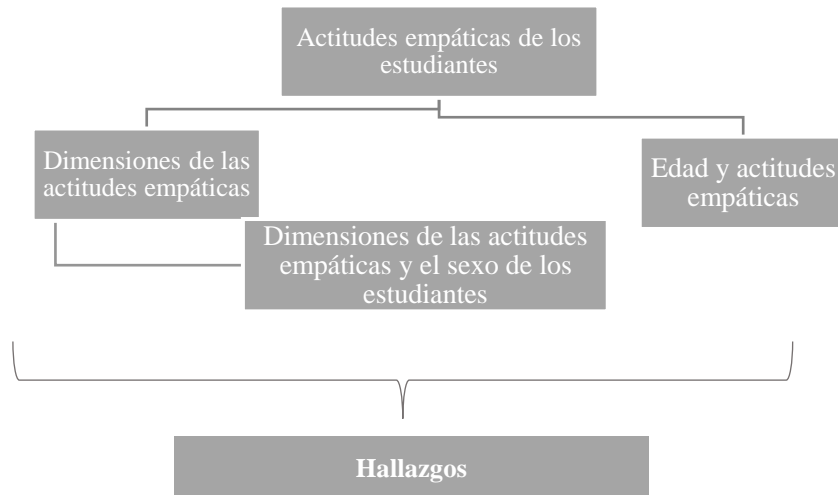 Actitudes empáticas de los
estudiantes
Dimensiones de las
actitudes empáticas
Edad y actitudes
empáticas
Dimensiones de las actitudes
empáticas y el sexo de los
estudiantes
Hallazgos